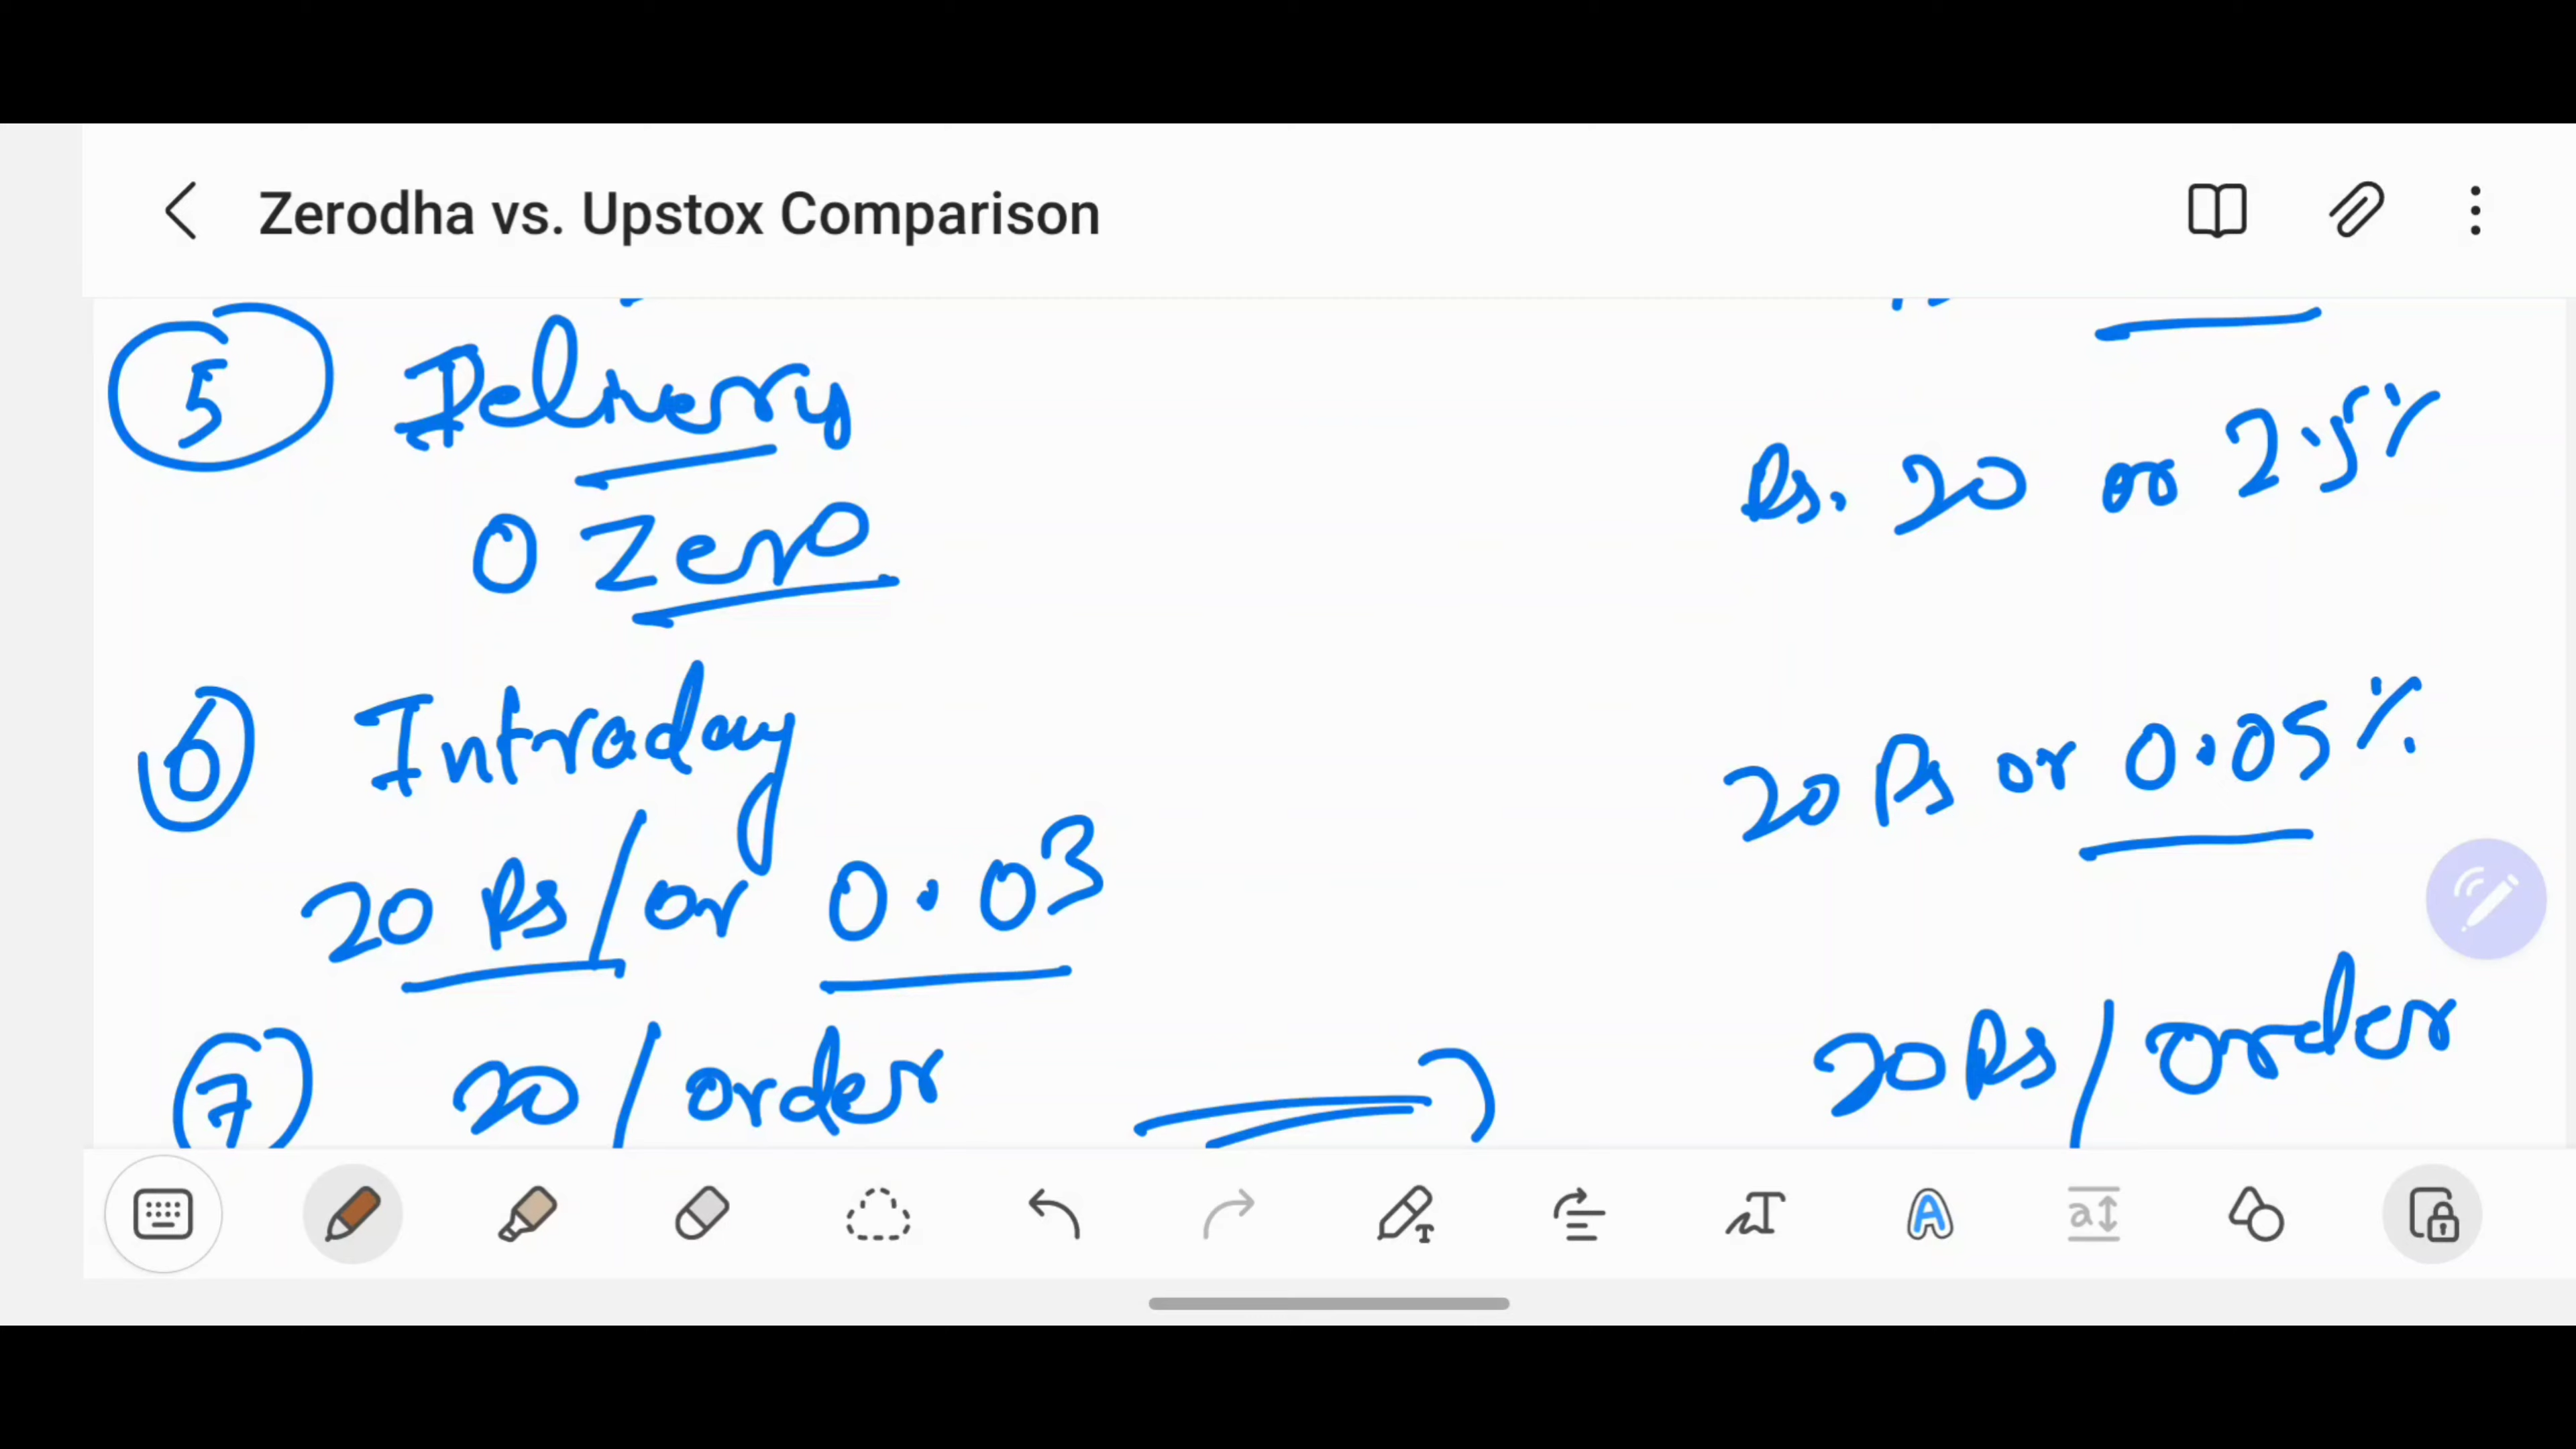 Zerodha vs. Upstox Comparison
5 Delivery
Rs. 20 or 2.5%
0 Zero
6 Intraday
20 Rs or 0.05%
20 Rs/or 0.03
7 20/order
20 Rs/order